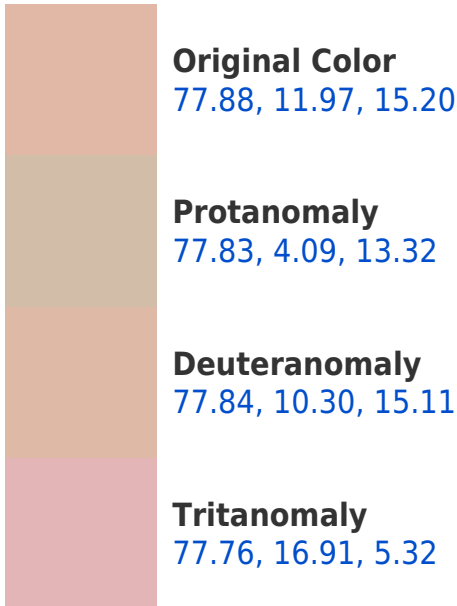 Original Color
77.88, 11.97, 15.20
Protanomaly
77.83, 4.09, 13.32
Deuteranomaly
77.84, 10.30, 15.11
Tritanomaly
77.76, 16.91, 5.32